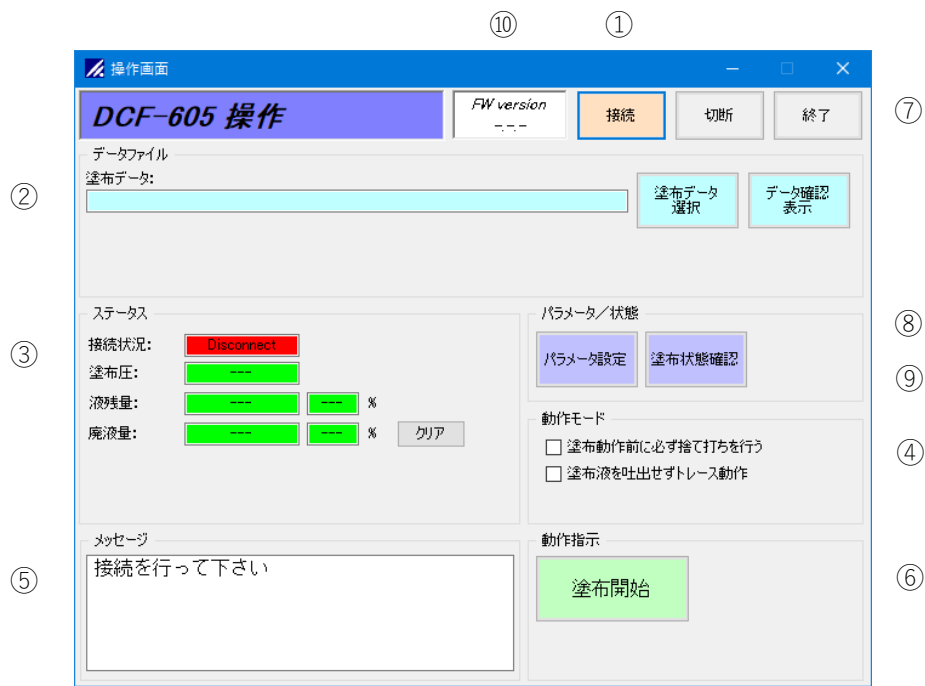 ⑩ ①
操作画面
DCF-605 操作
FW version
-.-.-
接続
切断
終了
⑦
データファイル
②
塗布データ:
塗布データ
選択
データ確認
表示
ステータス
③
接続状況: Disconnect
塗布圧: ---
液残量: --- --- %
廃液量: --- --- % クリア
パラメータ/状態
⑧
パラメータ設定 塗布状態確認
⑨
動作モード
塗布動作前に必ず捨て打ちを行う
④
塗布液を吐出せずトレース動作
メッセージ
⑤
接続を行って下さい
動作指示
塗布開始
⑥